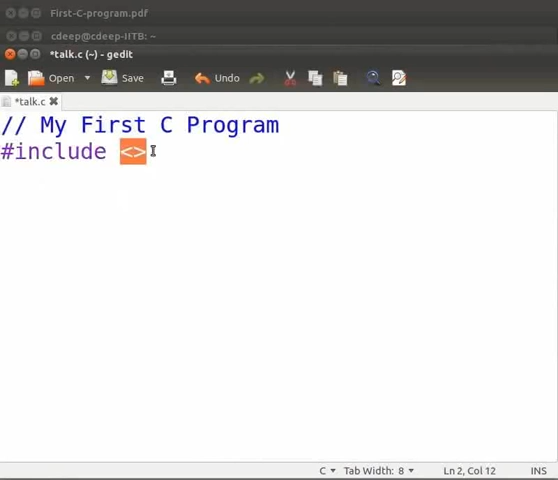 First-C-program.pdf
cdeep@cdeep-IITB: ~
*talk.c (~) - gedit
Open Save Undo
*talk.c
// My First C Program
#include <>
C Tab Width: 8 Ln 2, Col 12 INS